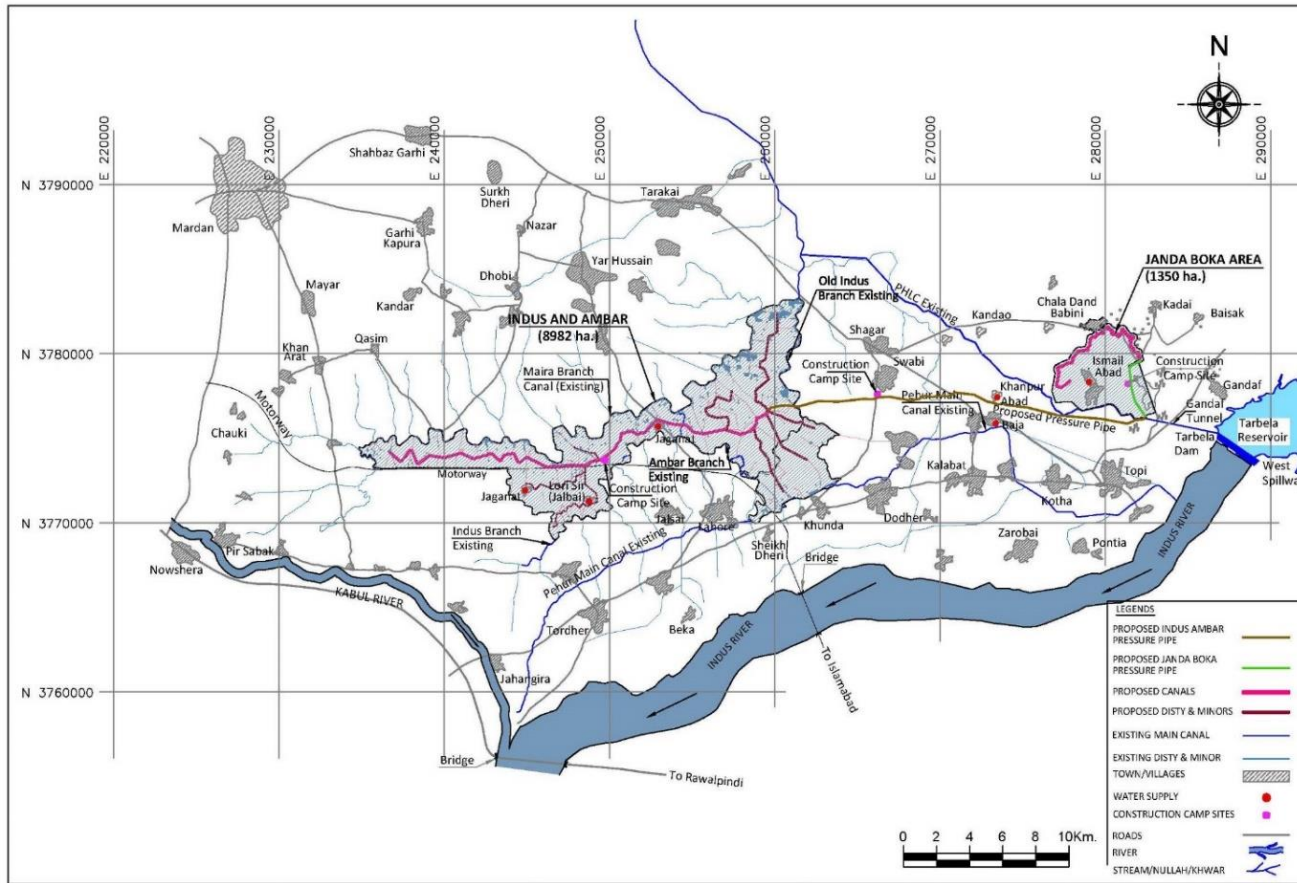 N
E 220000
E 230000
E 240000
E 250000
E 260000
E 270000
E 280000
E 290000
N 3790000
N 3780000
N 3770000
N 3760000
Shahbaz Garhi
Mardan
Surkh
Dheri
Tarakai
Garhi
Kapura
Nazar
Yar Hussain
Dhobi
Kandar
Mayar
Qasim
Khan
Arat
INDUS AND AMBAR
(8982 ha.)
Maira Branch
Canal (Existing)
Old Indus
Branch Existing
PHLC Existing
Kandao
Chala Dand
Babini
JANDA BOKA AREA
(1350 ha.)
Kadai
Baisak
Shagar
Swabi
Construction
Camp Site
Ismail
Abad
Construction
Camp Site
Gandaf
Khanpur
Abad
Pehur Main
Canal Existing
Proposed Pressure Pipe
Baja
Gandaf
Tunnel
Tarbela
Reservoir
Tarbela
Dam
West
Spillway
Motorway
Chauki
Motorway
Jaganat
Jaganat
Lori Sir
(Jalbai)
Ambar Branch
Existing
Construction
Camp Site
Jalsai
Lahore
Kalabat
Topi
Kotha
Dodher
Khunda
Sheikh
Dheri
Bridge
Zarobai
Pontia
Indus Branch
Existing
Pehur Main Canal Existing
Pir Sabak
Nowshera
KABUL RIVER
Tordher
Beka
Jahangira
INDUS RIVER
INDUS RIVER
To Islamabad
Bridge
To Rawalpindi
0 2 4 6 8 10Km.
LEGENDS
PROPOSED INDUS AMBAR
PRESSURE PIPE
PROPOSED JANDA BOKA
PRESSURE PIPE
PROPOSED CANALS
PROPOSED DISTY & MINORS
EXISTING MAIN CANAL
EXISTING DISTY & MINOR
TOWN/VILLAGES
WATER SUPPLY
CONSTRUCTION CAMP SITES
ROADS
RIVER
STREAM/NULLAH/KHWAR